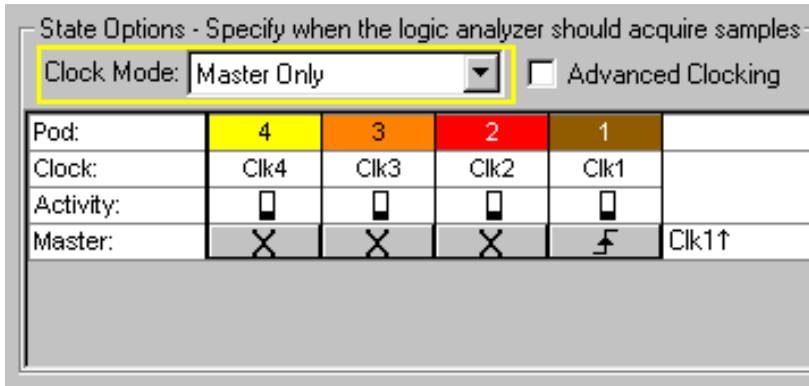 State Options - Specify when the logic analyzer should acquire samples
Clock Mode: Master Only Advanced Clocking
Pod: 4 3 2 1
Clock: Clk4 Clk3 Clk2 Clk1
Activity:
Master: X X X Clk1↑